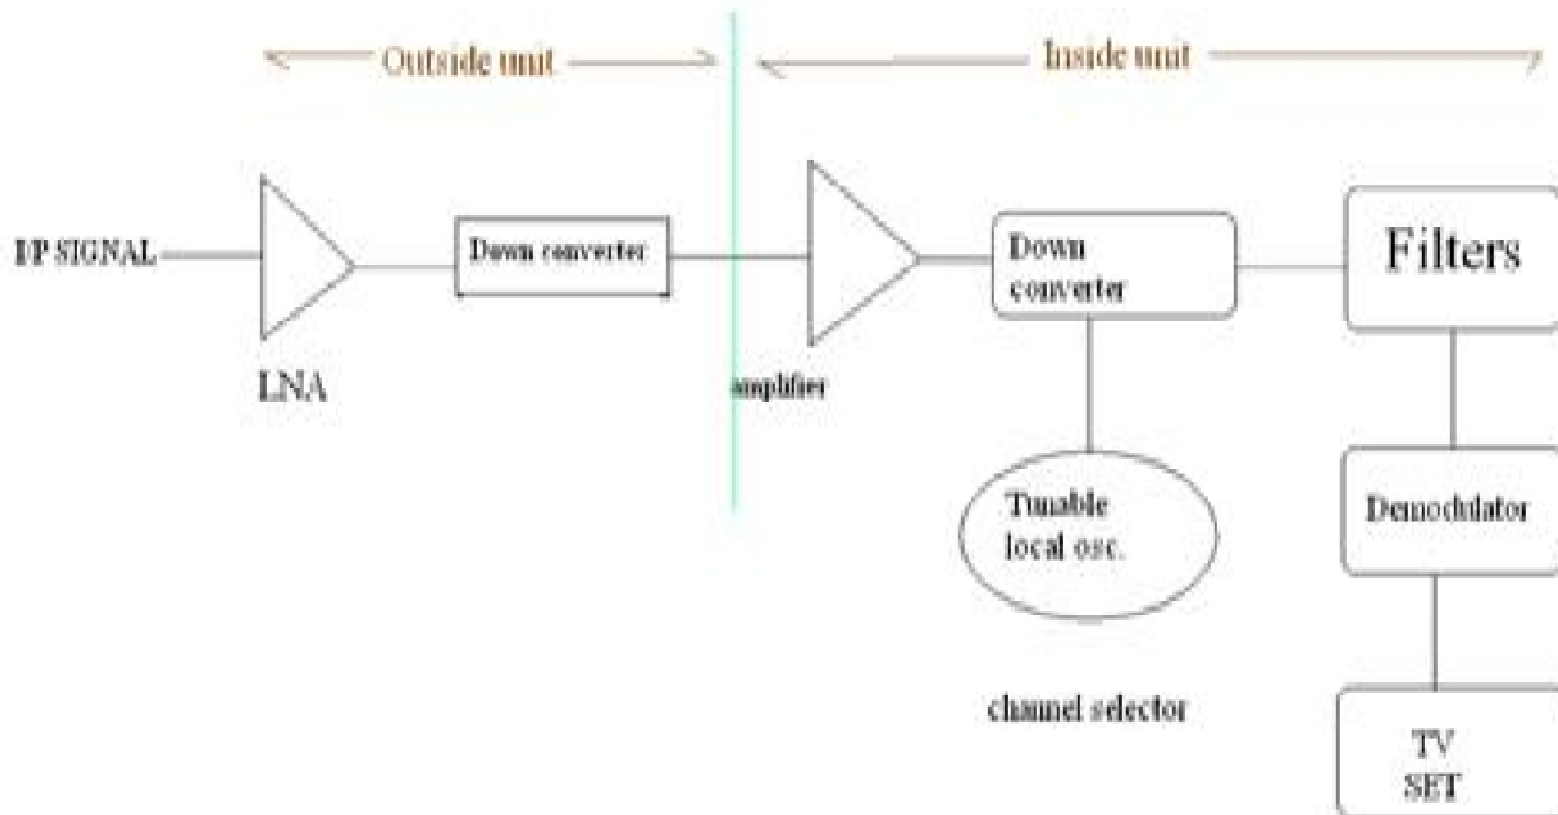 Outside unit
Inside unit
I/P SIGNAL
Down converter
Down
converter
Filters
LNA
amplifier
Tunable
local osc.
Demodulator
channel selector
TV
SET